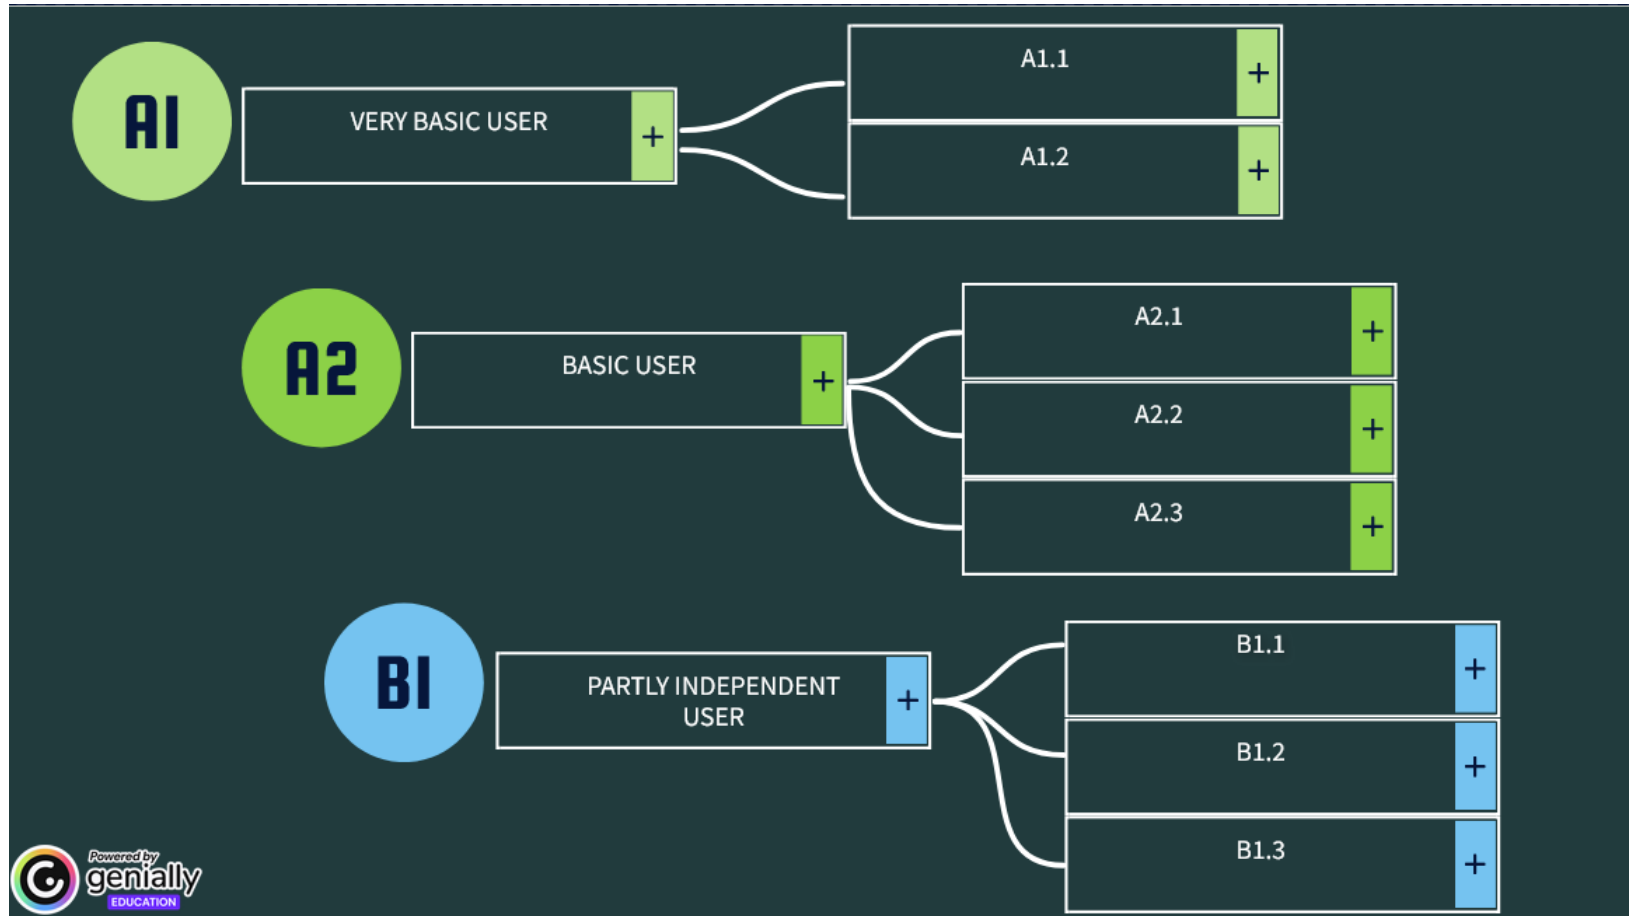 A1
VERY BASIC USER
+
A1.1
+
A1.2
+
A2
BASIC USER
+
A2.1
+
A2.2
+
A2.3
+
B1
PARTLY INDEPENDENT
USER
+
B1.1
+
B1.2
+
B1.3
+
Powered by
genially
EDUCATION